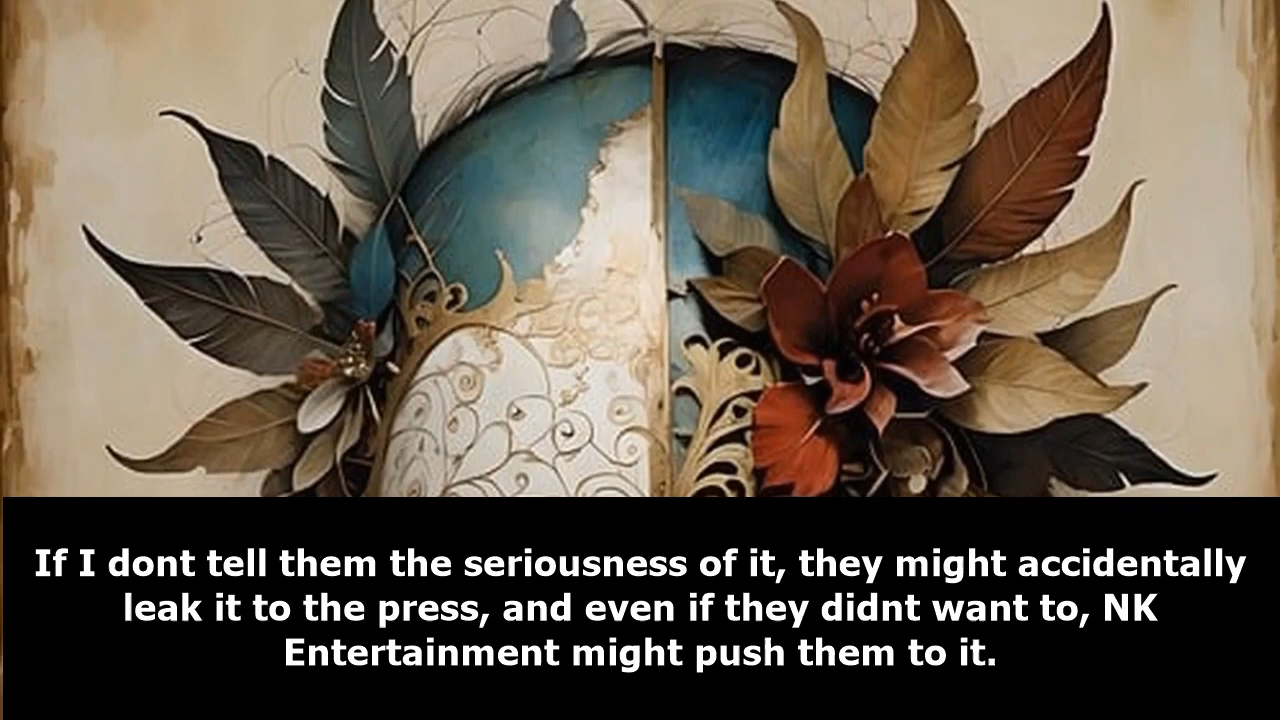 If I dont tell them the seriousness of it, they might accidentally
leak it to the press, and even if they didnt want to, NK
Entertainment might push them to it.